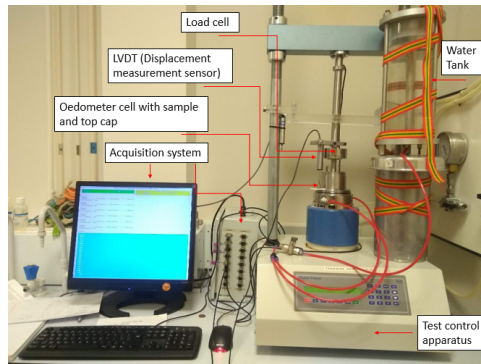 Load cell
LVDT (Displacement
measurement sensor)
Water
Tank
Oedometer cell with sample
and top cap
Acquisition system
Test control
apparatus